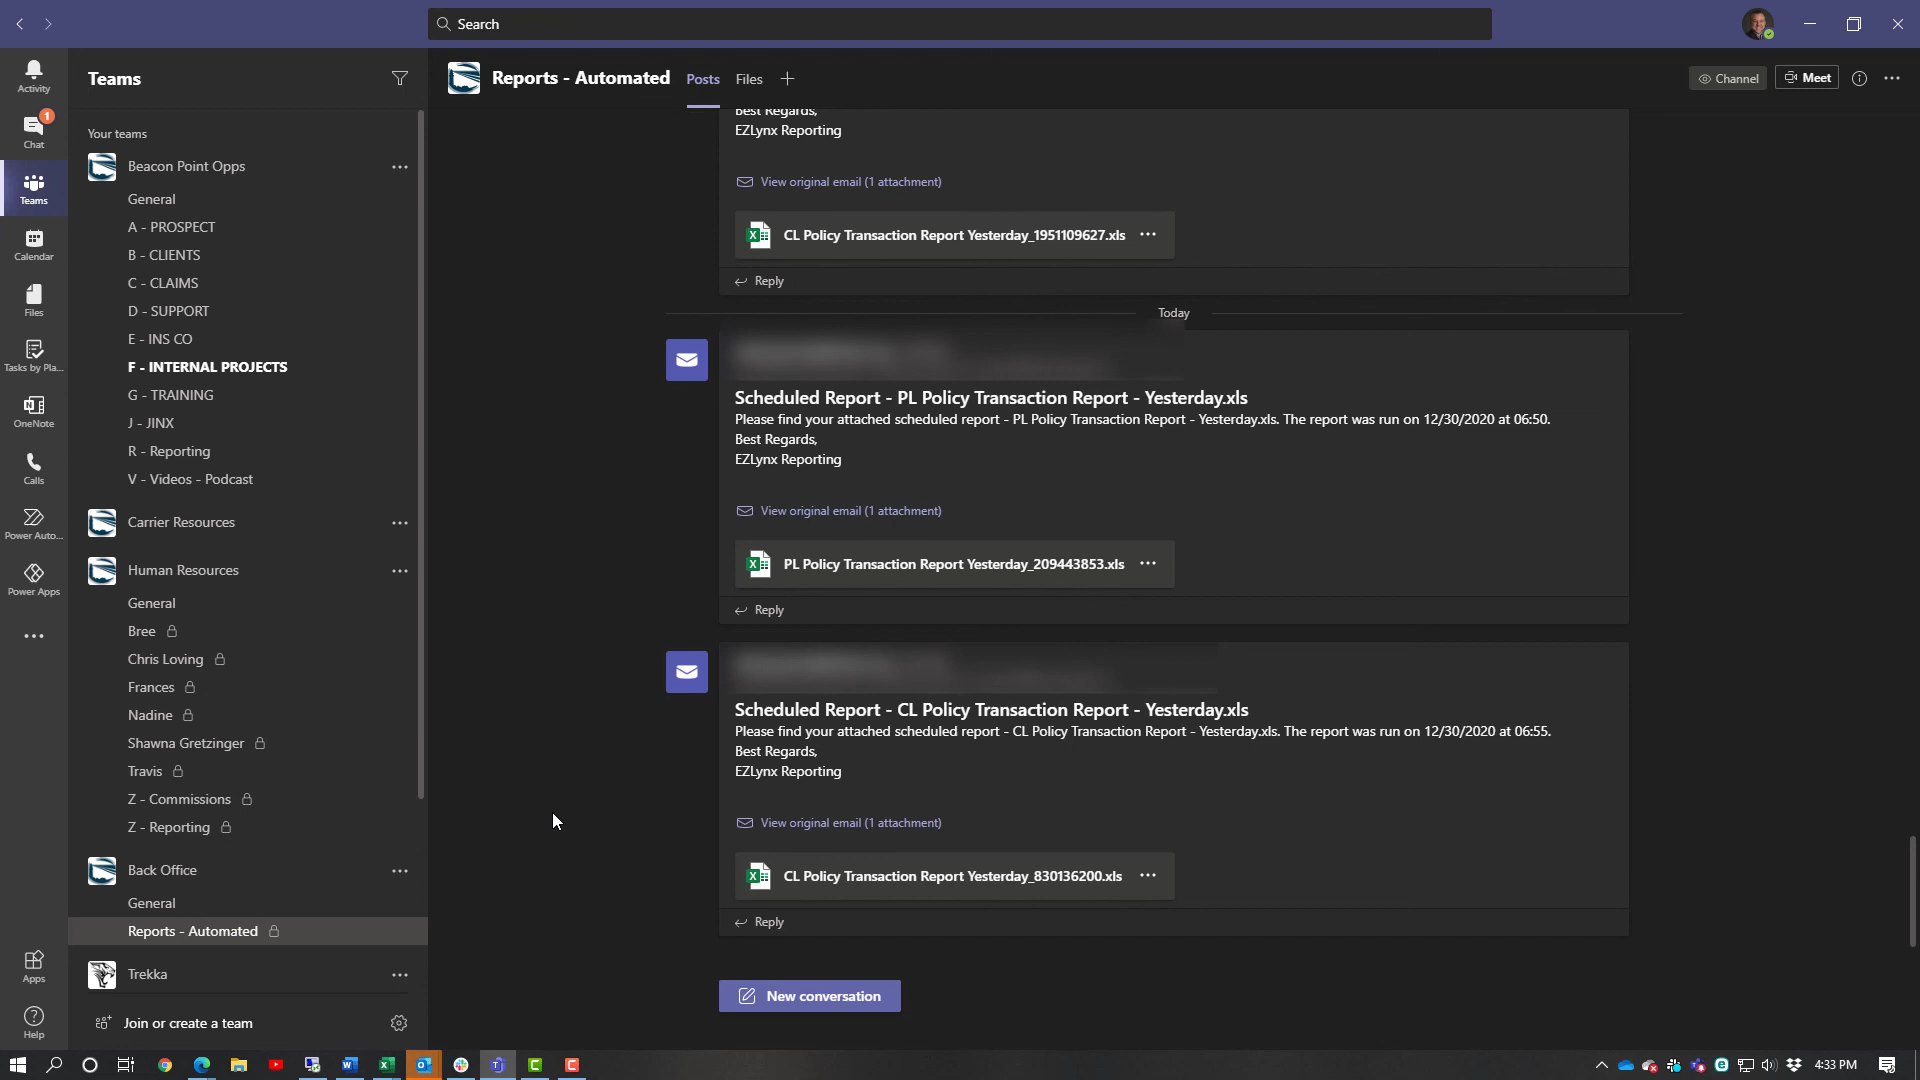 Search
Activity
Chat
1
Teams
Calendar
Files
Tasks by Pla...
OneNote
Calls
Power Auto...
Power Apps
Apps
Help
Teams
Your teams
Beacon Point Opps
General
A - PROSPECT
B - CLIENTS
C - CLAIMS
D - SUPPORT
E - INS CO
F - INTERNAL PROJECTS
G - TRAINING
J - JINX
R - Reporting
V - Videos - Podcast
Carrier Resources
Human Resources
General
Bree
Chris Loving
Frances
Nadine
Shawna Gretzinger
Travis
Z - Commissions
Z - Reporting
Back Office
General
Reports - Automated
Trekka
Join or create a team
Reports - Automated Posts Files
Channel Meet
Best Regards,
EZLynx Reporting
View original email (1 attachment)
CL Policy Transaction Report Yesterday_1951109627.xls
Reply
Today
Scheduled Report - PL Policy Transaction Report - Yesterday.xls
Please find your attached scheduled report - PL Policy Transaction Report - Yesterday.xls. The report was run on 12/30/2020 at 06:50.
Best Regards,
EZLynx Reporting
View original email (1 attachment)
PL Policy Transaction Report Yesterday_209443853.xls
Reply
Scheduled Report - CL Policy Transaction Report - Yesterday.xls
Please find your attached scheduled report - CL Policy Transaction Report - Yesterday.xls. The report was run on 12/30/2020 at 06:55.
Best Regards,
EZLynx Reporting
View original email (1 attachment)
CL Policy Transaction Report Yesterday_830136200.xls
Reply
New conversation
4:33 PM